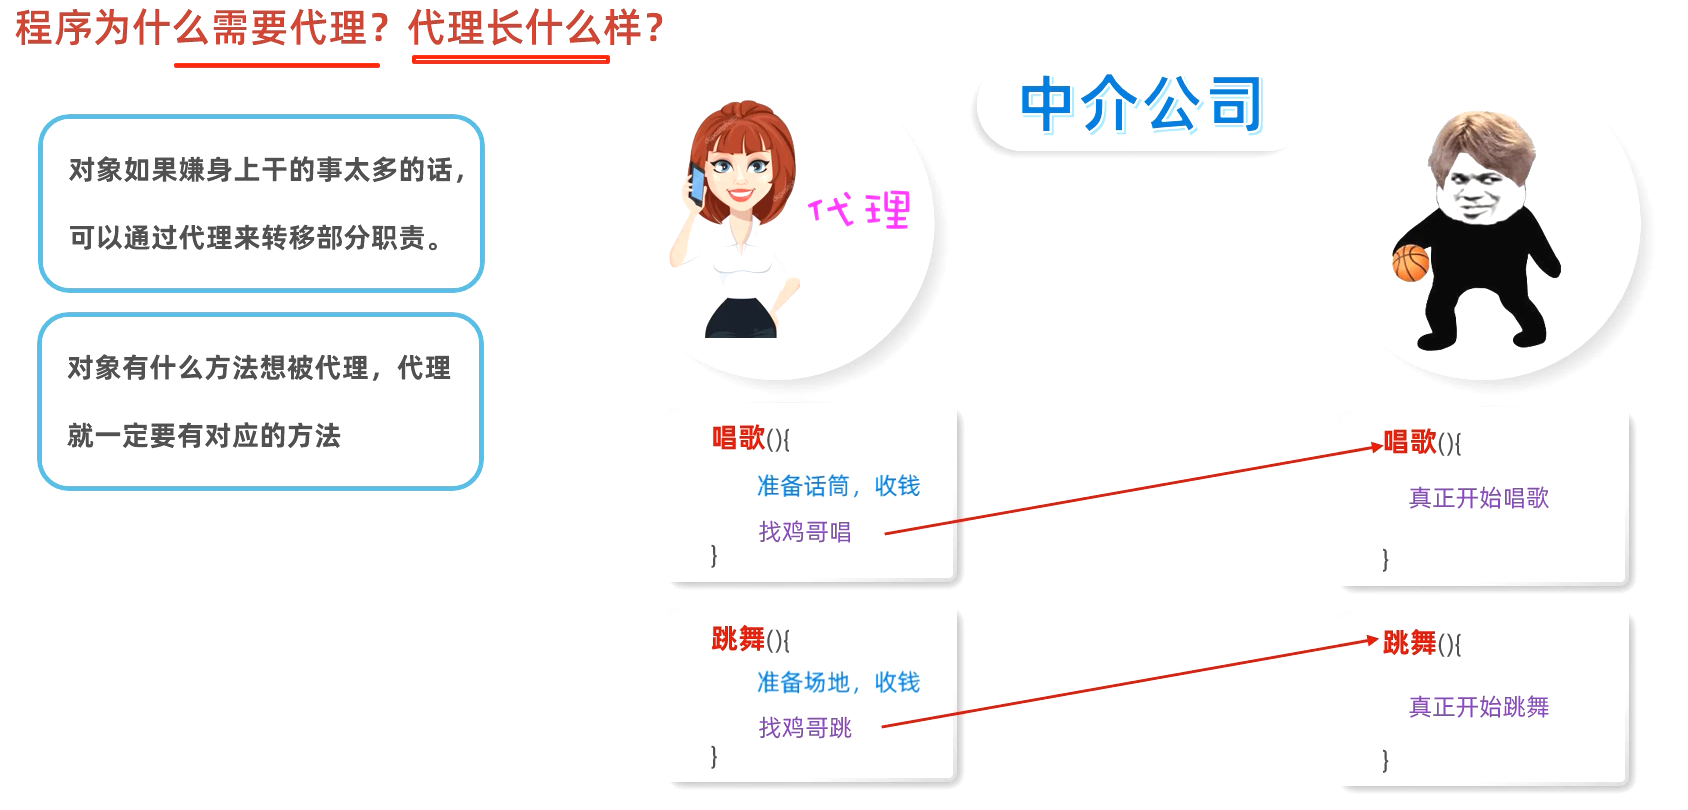 程序为什么需要代理？代理长什么样？
对象如果嫌身上干的事太多的话，
可以通过代理来转移部分职责。
对象有什么方法想被代理，代理
就一定要有对应的方法
中介公司
代理
唱歌(){
准备话筒，收钱
找鸡哥唱
}
唱歌(){
真正开始唱歌
}
跳舞(){
准备场地，收钱
找鸡哥跳
}
跳舞(){
真正开始跳舞
}